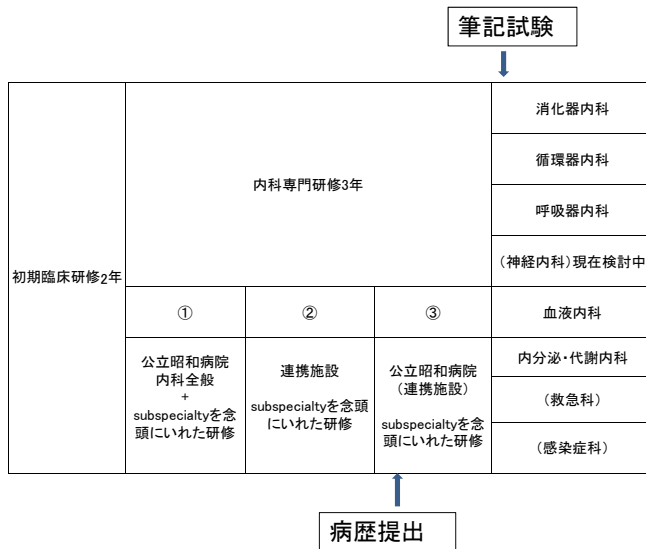 筆記試験
初期臨床研修2年
内科専門研修3年
①
②
③
公立昭和病院
内科全般
+
subspecialtyを念
頭にいれた研修
連携施設
subspecialtyを念頭
にいれた研修
公立昭和病院
（連携施設）
subspecialtyを念
頭にいれた研修
消化器内科
循環器内科
呼吸器内科
（神経内科）現在検討中
血液内科
内分泌・代謝内科
（救急科）
（感染症科）
病歴提出